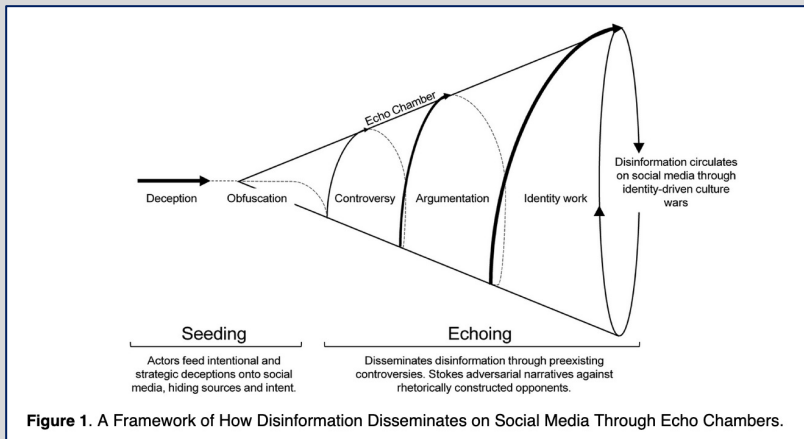 Echo Chamber
Deception
Obfuscation
Controversy
Argumentation
Identity work
Disinformation circulates
on social media through
identity-driven culture
wars
Seeding
Actors feed intentional and
strategic deceptions onto social
media, hiding sources and intent.
Echoing
Disseminates disinformation through preexisting
controversies. Stokes adversarial narratives against
rhetorically constructed opponents.
Figure 1. A Framework of How Disinformation Disseminates on Social Media Through Echo Chambers.